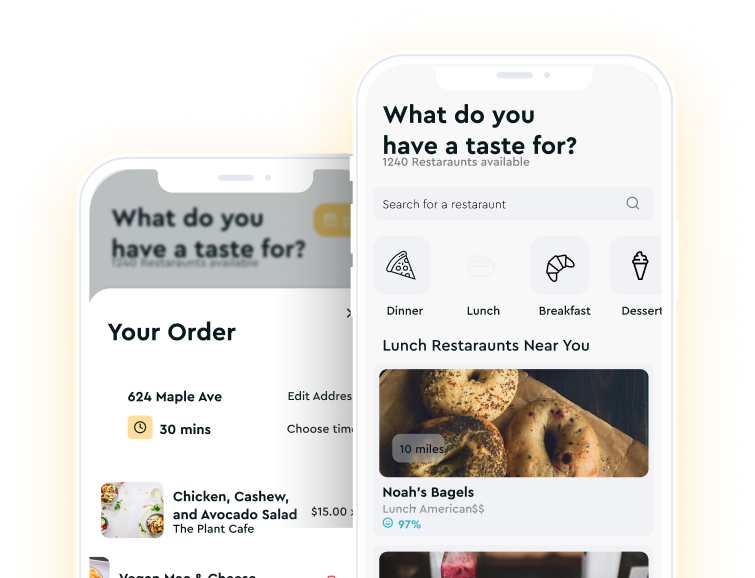 What do you
have a taste for?
1240 Restaraunts available
Your Order
624 Maple Ave
Edit Addres
30 mins
Choose time
Chicken, Cashew,
and Avocado Salad
The Plant Cafe
$15.00 x
Vegan Mac & Cheese
What do you
have a taste for?
1240 Restaraunts available
Search for a restaraunt
Dinner
Lunch
Breakfast
Dessert
Lunch Restaraunts Near You
10 miles
Noah's Bagels
Lunch American$$
97%